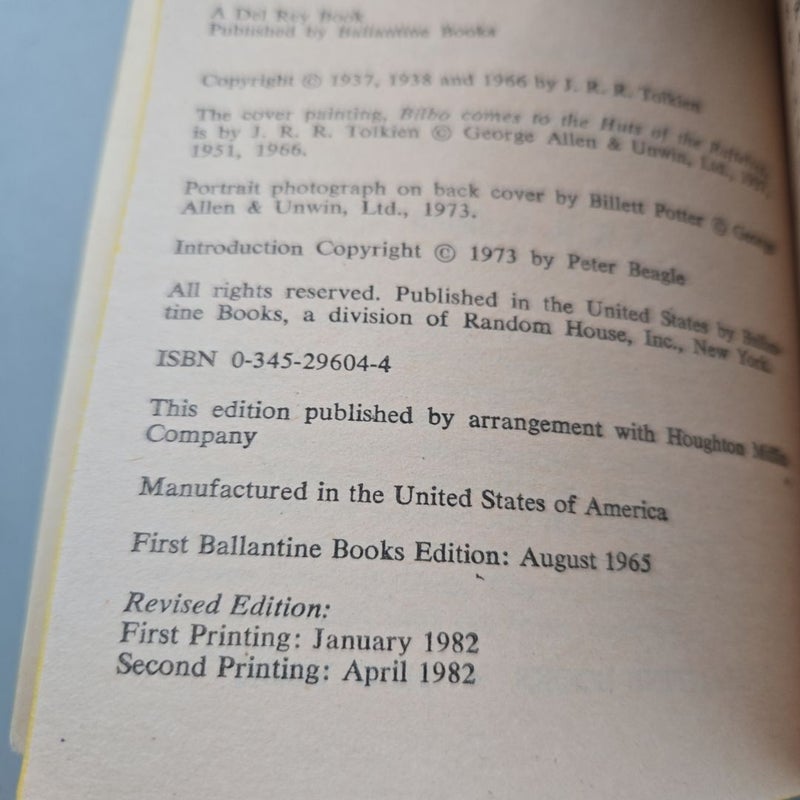 A Del Rey Book
Published by Ballantine Books
Copyright © 1937, 1938 and 1966 by J. R. R. Tolkien
The cover painting, Bilbo comes to the Huts of the
is by J. R. R. Tolkien © George Allen & Unwin, Ltd.,
1951, 1966.
Portrait photograph on back cover by Billett Potter © George
Allen & Unwin, Ltd., 1973.
Introduction Copyright © 1973 by Peter Beagle
All rights reserved. Published in the United States by Ballan-
tine Books, a division of Random House, Inc., New York.
ISBN 0-345-29604-4
This edition published by arrangement with Houghton Mifflin
Company
Manufactured in the United States of America
First Ballantine Books Edition: August 1965
Revised Edition:
First Printing: January 1982
Second Printing: April 1982